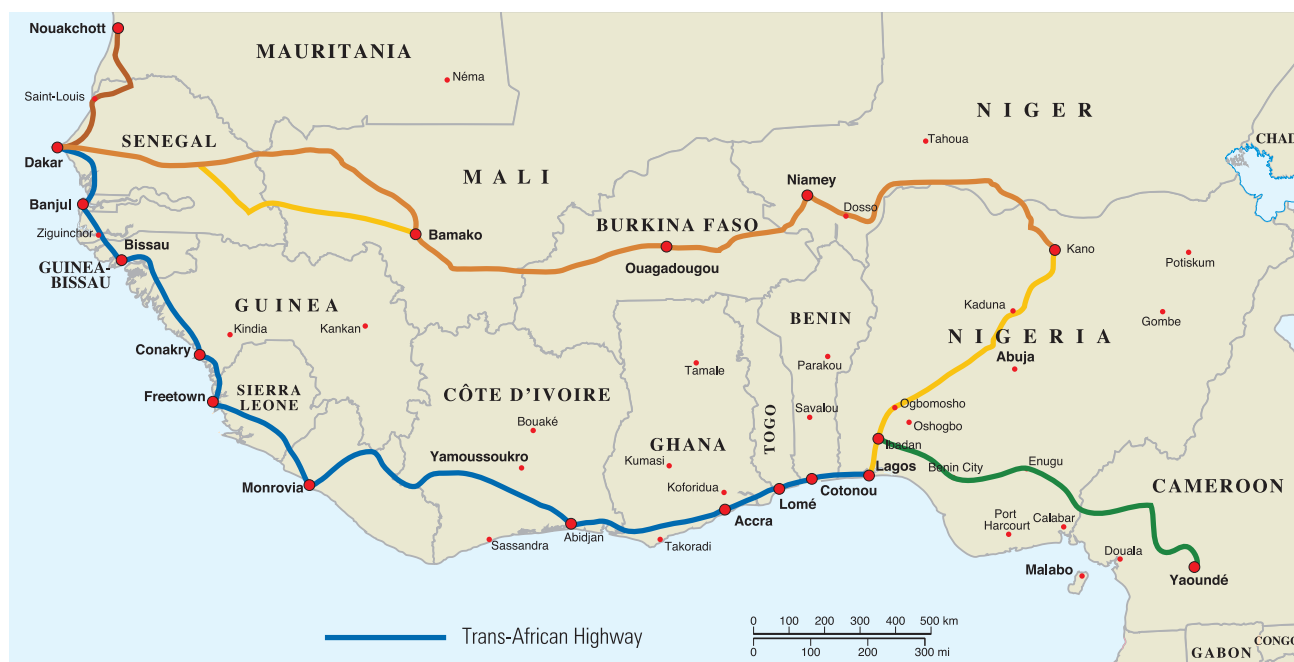 Nouakchott
MAURITANIA
Néma
Saint-Louis
NIGER
Tahoua
CHAD
SENEGAL
Dakar
MALI
Niamey
Dosso
Banjul
BURKINA FASO
Ziguinchor
Bissau
Bamako
Ouagadougou
Kano
Potiskum
GUINEA-
BISSAU
GUINEA
Kindia
Kankan
BENIN
Kaduna
NIGERIA
Gombe
Conakry
Tamale
Parakou
Abuja
Freetown
SIERRA
LEONE
CÔTE D'IVOIRE
Bouaké
TOGO
Savalou
Ogbomosho
Oshogbo
GHANA
Ibadan
Yamoussoukro
Kumasi
Lagos
Benin City
Enugu
Monrovia
Koforidua
Cotonou
CAMEROON
Lomé
Accra
Port
Harcourt
Calabar
Sassandra
Abidjan
Takoradi
Douala
Malabo
Yaoundé
Trans-African Highway
0 100 200 300 400 500 km
0 100 200 300 mi
GABON
CONGO